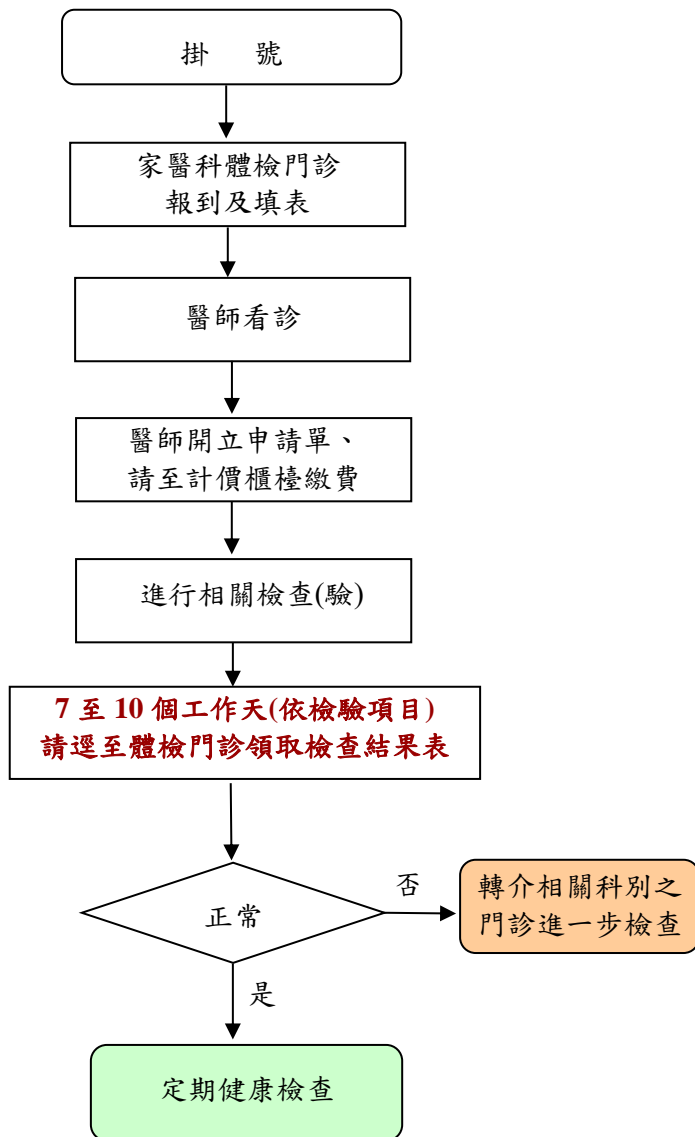 掛 號
家醫科體檢門診
報到及填表
醫師看診
醫師開立申請單、
請至計價櫃檯繳費
進行相關檢查(驗)
7 至 10 個工作天(依檢驗項目)
請逕至體檢門診領取檢查結果表
正常
否
轉介相關科別之
門診進一步檢查
是
定期健康檢查